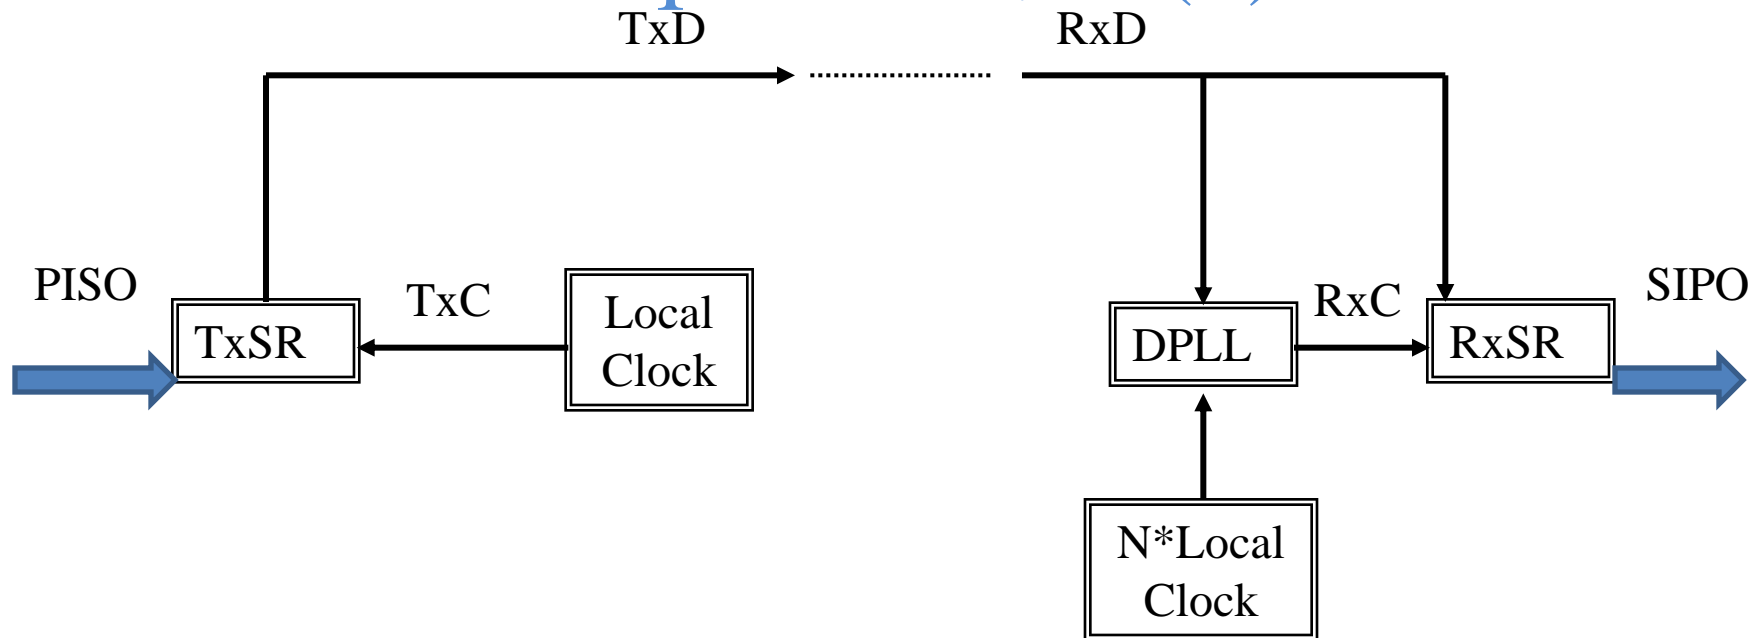 TxD
RxD
PISO
TxSR
TxC
Local
Clock
DPLL
RxC
RxSR
SIPO
N*Local
Clock